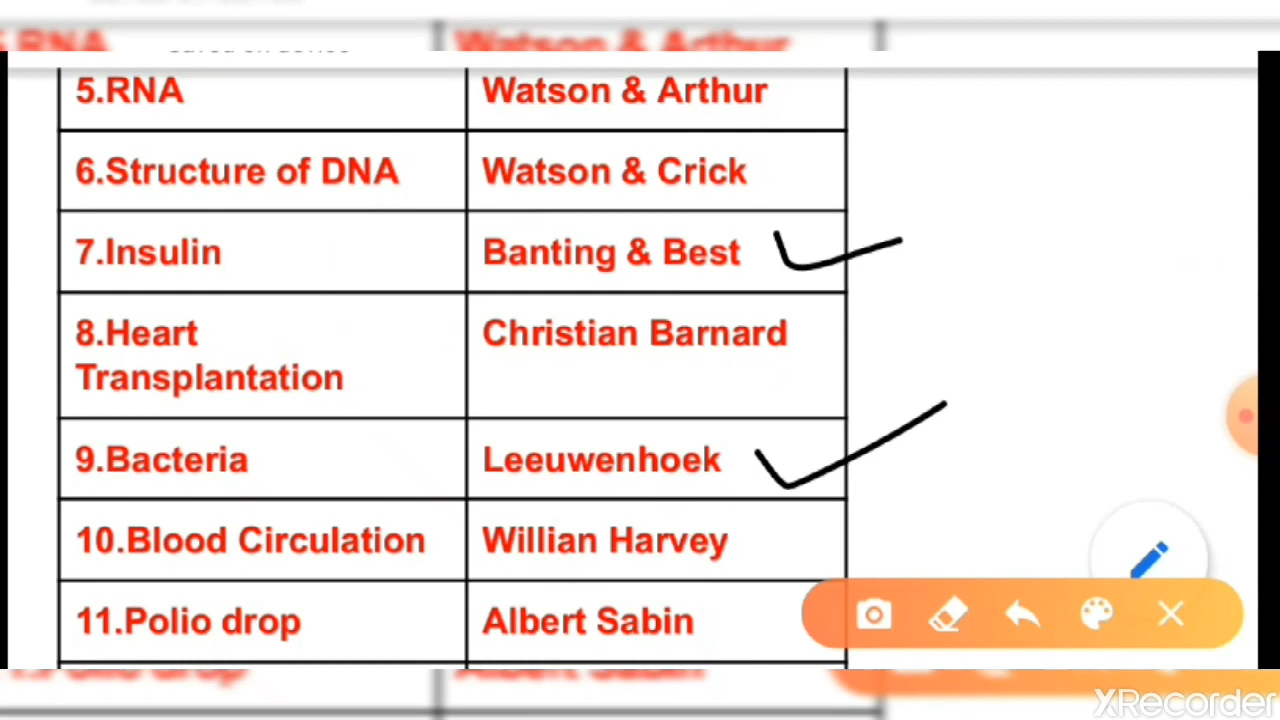 5.RNA Watson & Arthur
6.Structure of DNA Watson & Crick
7.Insulin Banting & Best
8.Heart Christian Barnard
Transplantation
9.Bacteria Leeuwenhoek
10.Blood Circulation Willian Harvey
11.Polio drop Albert Sabin
XRecorder